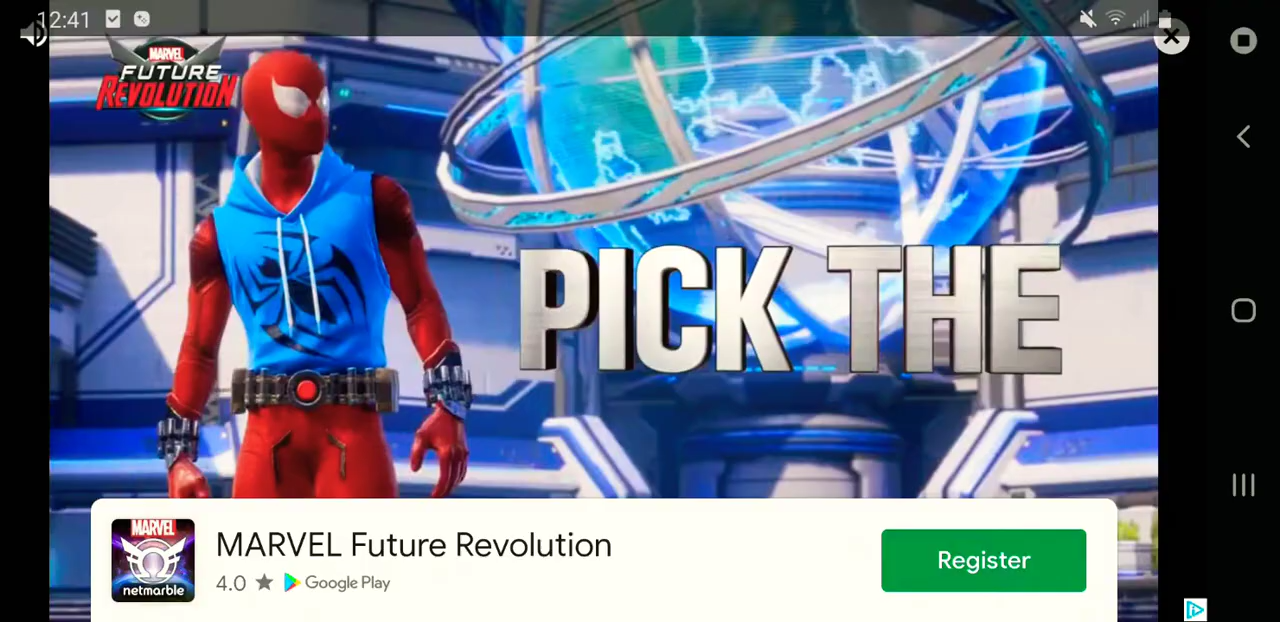 12:41
MARVEL
FUTURE
REVOLUTION
PICK THE
MARVEL
netmarble
MARVEL Future Revolution
4.0 ★ Google Play
Register